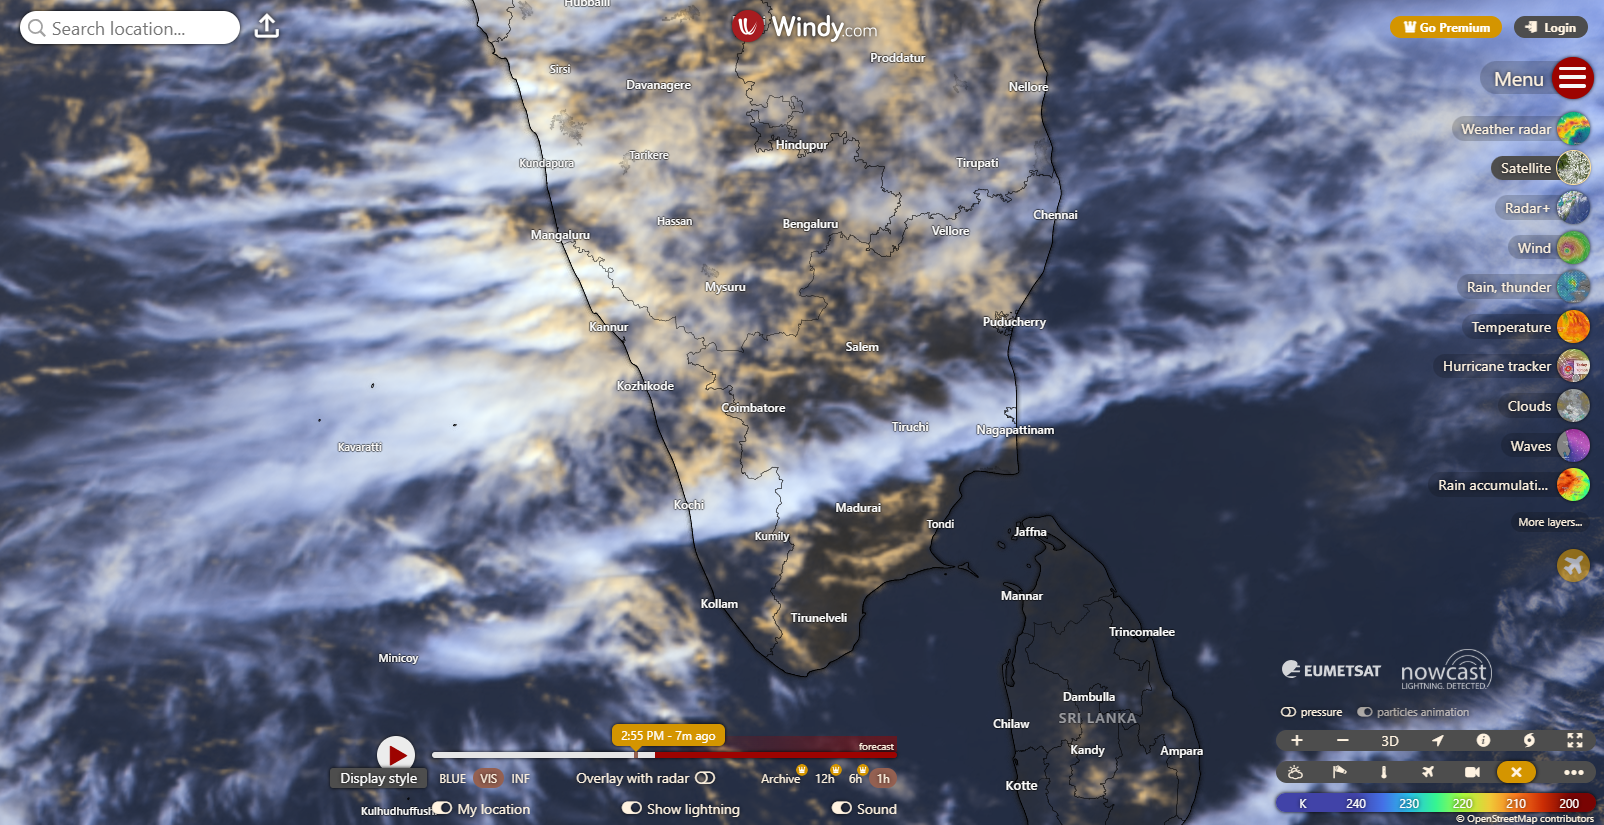 Search location...
Windy.com
Go Premium
Login
Menu
Weather radar
Satellite
Radar+
Wind
Rain, thunder
Temperature
Hurricane tracker
Clouds
Waves
Rain accumulati...
More layers...
Hubballi
Sirsi
Davanagere
Proddatur
Nellore
Kundapura
Tarikere
Hindupur
Tirupati
Hassan
Bengaluru
Vellore
Chennai
Mangaluru
Mysuru
Kannur
Salem
Puducherry
Kozhikode
Coimbatore
Tiruchi
Nagapattinam
Kavaratti
Kochi
Madurai
Kumily
Tondi
Jaffna
Mannar
Kollam
Tirunelveli
Trincomalee
Minicoy
Dambulla
SRI LANKA
Chilaw
Kandy
Ampara
Kotte
EUMETSAT
nowcast
LIGHTNING. DETECTED.
pressure
particles animation
3D
K 240 230 220 210 200
© OpenStreetMap contributors
2:55 PM - 7m ago
forecast
Display style
BLUE VIS INF
Overlay with radar
Archive 12h 6h 1h
Kulhudhuffushi
My location
Show lightning
Sound